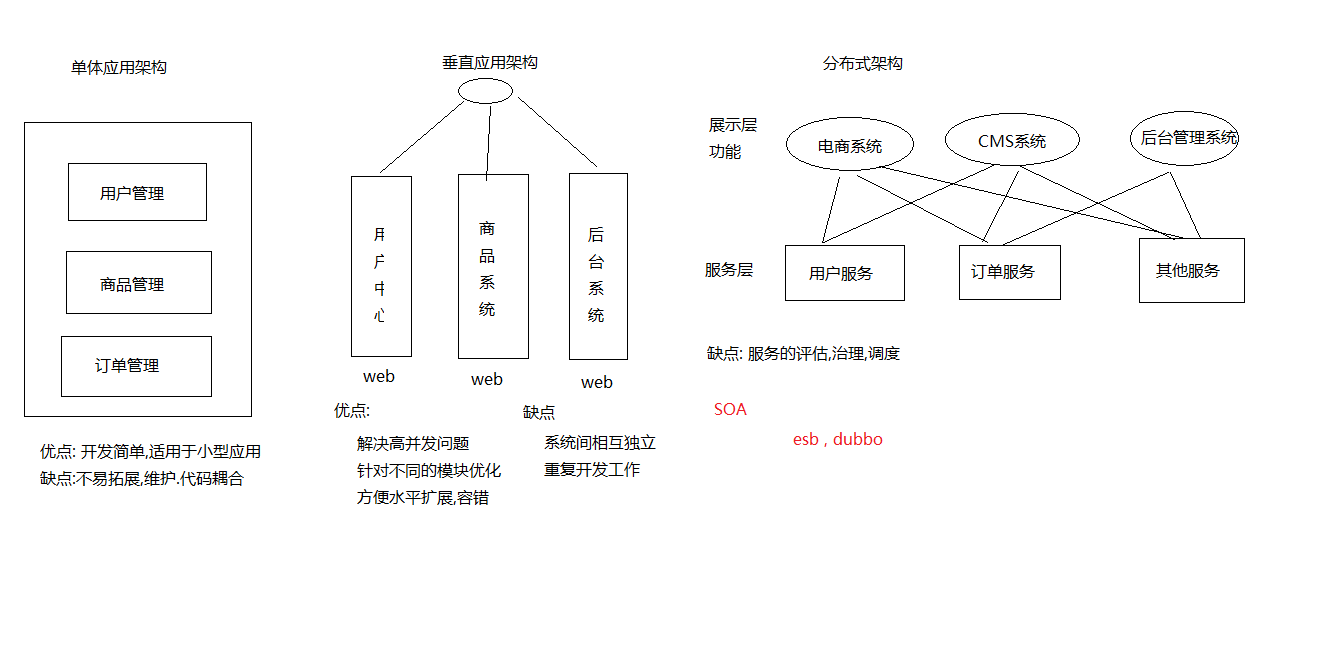 单体应用架构
用户管理
商品管理
订单管理
优点: 开发简单,适用于小型应用
缺点:不易拓展,维护.代码耦合
垂直应用架构
用户中心
商品系统
后台系统
web
web
web
优点:
解决高并发问题
针对不同的模块优化
方便水平扩展,容错
缺点
系统间相互独立
重复开发工作
分布式架构
展示层
功能
电商系统
CMS系统
后台管理系统
服务层
用户服务
订单服务
其他服务
缺点: 服务的评估,治理,调度
SOA
esb , dubbo